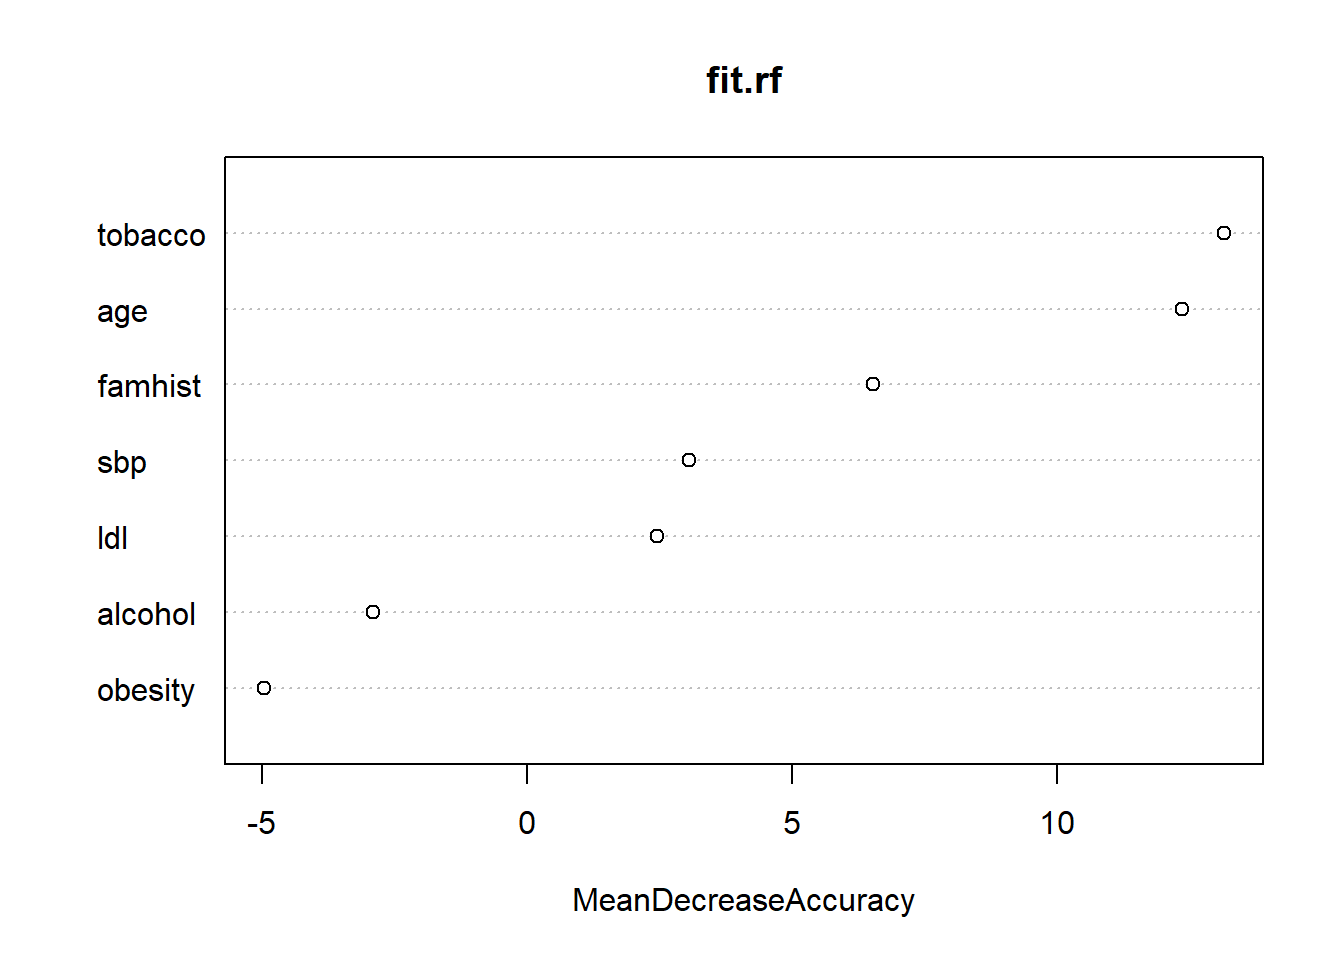 fit.rf
tobacco
age
famhist
sbp
ldl
alcohol
obesity
-5 0 5 10
MeanDecreaseAccuracy